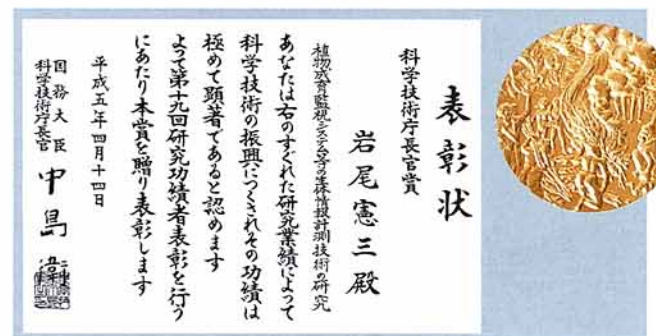 表彰状
科学技術庁長官賞
岩尾憲三殿
植物成育監視システム等の生体情報計測技術の研究
あなたは右のすぐれた研究業績によって
科学技術の振興につくされその功績は
極めて顕著であると認めます
よって第十九回研究功績者表彰を行う
にあたり本賞を贈り表彰します
平成五年四月十四日
国務大臣
科学技術庁長官
中島衛